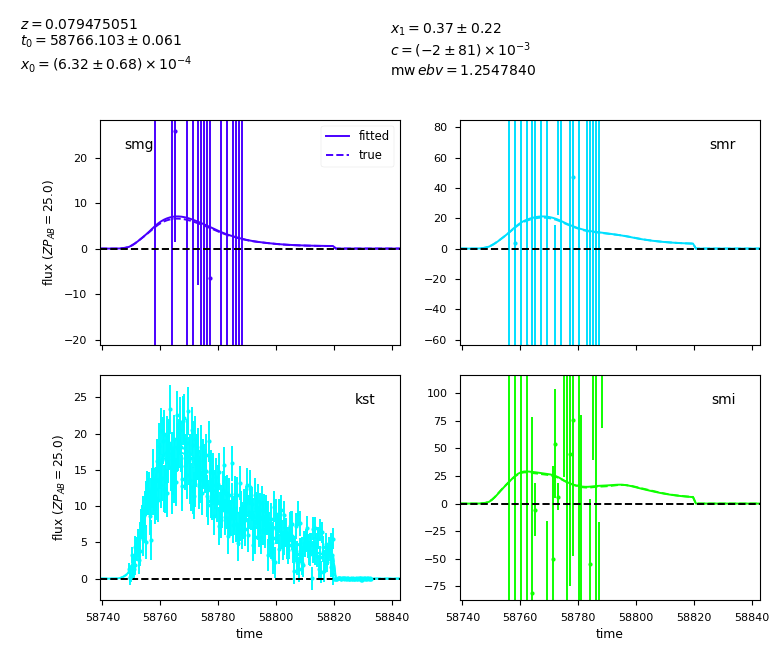 z = 0.079475051
t₀ = 58766.103 ± 0.061
x₀ = (6.32 ± 0.68) × 10⁻⁴
x₁ = 0.37 ± 0.22
c = (−2 ± 81) × 10⁻³
mw ebv = 1.2547840
smg
fitted
true
20
10
0
−10
−20
flux (ZP_AB = 25.0)
smr
80
60
40
20
0
−20
−40
−60
kst
25
20
15
10
5
0
flux (ZP_AB = 25.0)
58740 58760 58780 58800 58820 58840
time
smi
100
75
50
25
0
−25
−50
−75
58740 58760 58780 58800 58820 58840
time